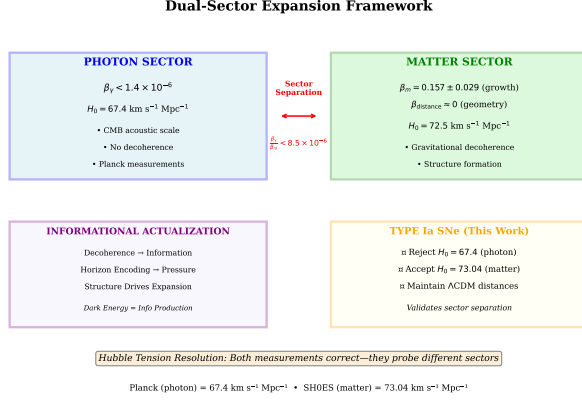 Dual-Sector Expansion Framework
PHOTON SECTOR
βγ < 1.4 × 10⁻⁶
H₀ = 67.4 km s⁻¹ Mpc⁻¹
• CMB acoustic scale
• No decoherence
• Planck measurements
Sector
Separation
βγ/βm < 8.5 × 10⁻⁶
MATTER SECTOR
βm = 0.157 ± 0.029 (growth)
βdistance ≈ 0 (geometry)
H₀ = 72.5 km s⁻¹ Mpc⁻¹
• Gravitational decoherence
• Structure formation
INFORMATIONAL ACTUALIZATION
Decoherence → Information
Horizon Encoding → Pressure
Structure Drives Expansion
Dark Energy = Info Production
TYPE Ia SNe (This Work)
Reject H₀ = 67.4 (photon)
Accept H₀ = 73.04 (matter)
Maintain ΛCDM distances
Validates sector separation
Hubble Tension Resolution: Both measurements correct—they probe different sectors
Planck (photon) = 67.4 km s⁻¹ Mpc⁻¹ • SH0ES (matter) = 73.04 km s⁻¹ Mpc⁻¹